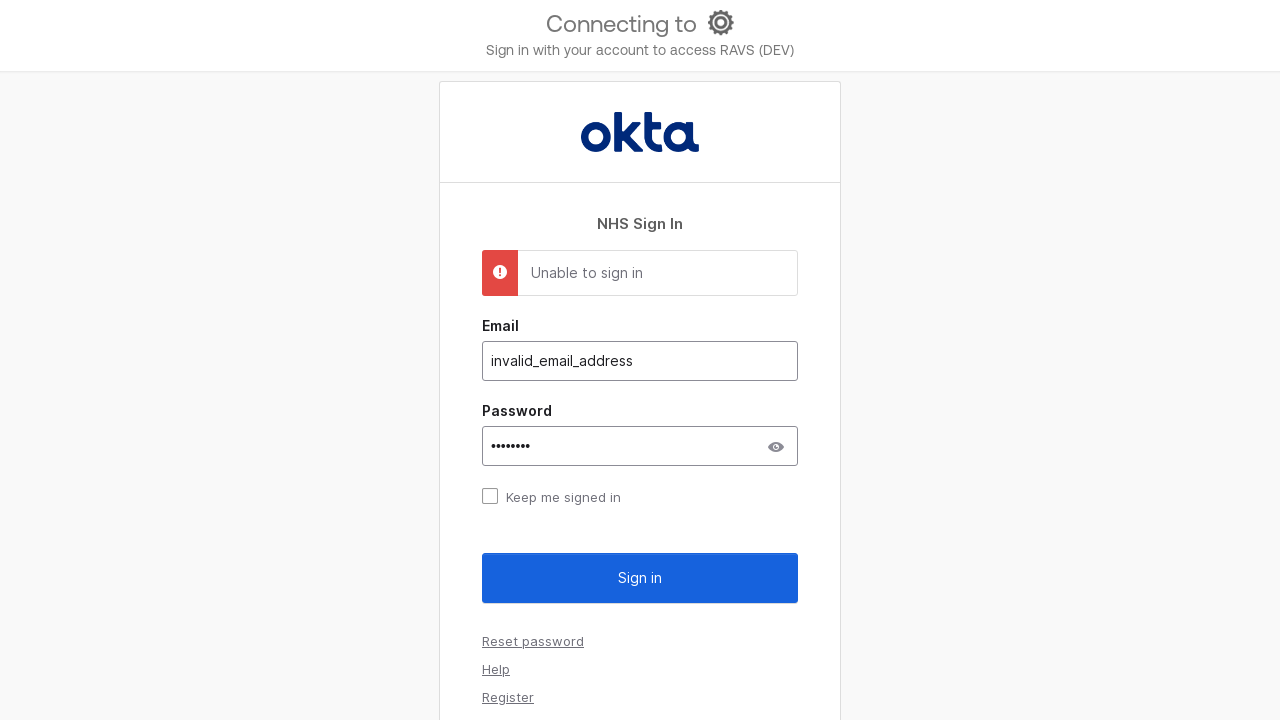 Connecting to
Sign in with your account to access RAVS (DEV)
okta
NHS Sign In
Unable to sign in
Email
invalid_email_address
Password
••••••••
Keep me signed in
Sign in
Reset password
Help
Register